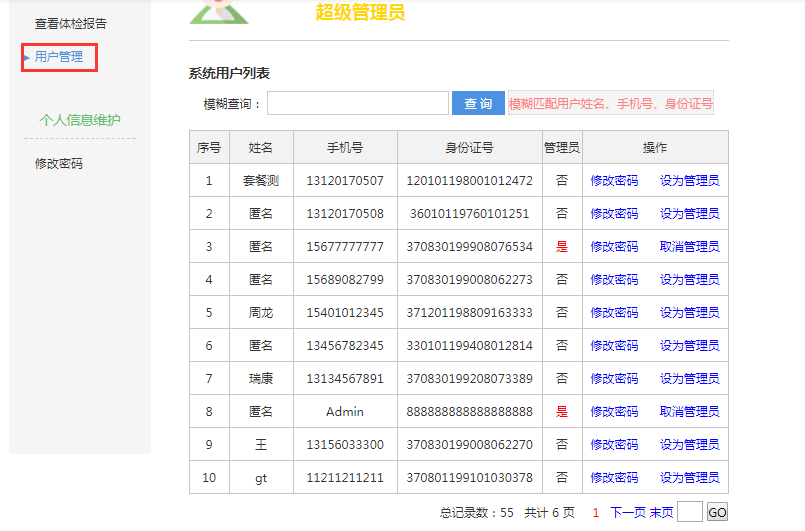 超级管理员
查看体检报告
用户管理
个人信息维护
修改密码
系统用户列表
模糊查询： 查 询 模糊匹配用户姓名、手机号、身份证号
序号 姓名 手机号 身份证号 管理员 操作
1 套餐测 13120170507 120101198001012472 否 修改密码 设为管理员
2 匿名 13120170508 36010119760101251 否 修改密码 设为管理员
3 匿名 15677777777 370830199908076534 是 修改密码 取消管理员
4 匿名 15689082799 370830199008062273 否 修改密码 设为管理员
5 周龙 15401012345 371201198809163333 否 修改密码 设为管理员
6 匿名 13456782345 330101199408012814 否 修改密码 设为管理员
7 瑞康 13134567891 370830199208073389 否 修改密码 设为管理员
8 匿名 Admin 888888888888888888 是 修改密码 取消管理员
9 王 13156033300 370830199008062270 否 修改密码 设为管理员
10 gt 11211211211 370801199101030378 否 修改密码 设为管理员
总记录数：55 共计 6 页 1 下一页 末页 GO